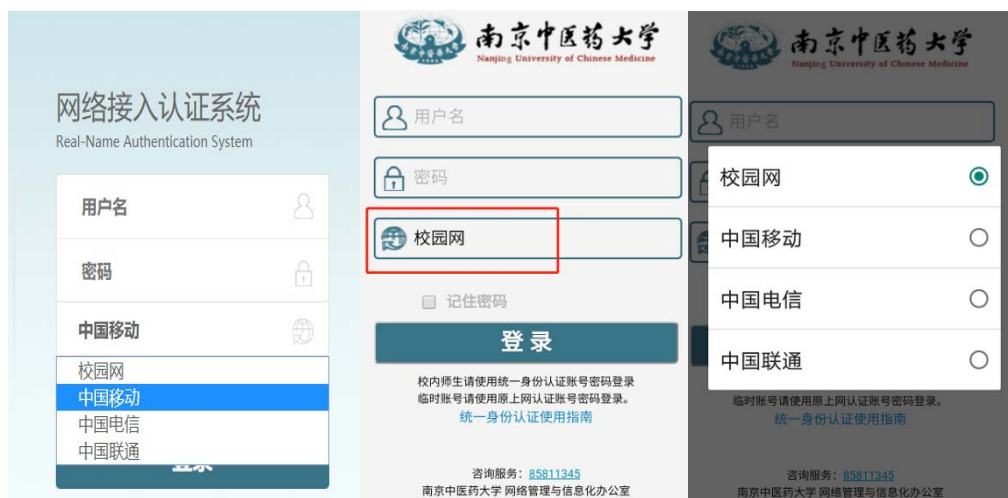 网络接入认证系统
Real-Name Authentication System
用户名
密码
中国移动
校园网
中国移动
中国电信
中国联通
登录
南京中医药大学
Nanjing University of Chinese Medicine
用户名
密码
校园网
记住密码
登录
校内师生请使用统一身份认证账号密码登录
临时账号请使用原上网认证账号密码登录。
统一身份认证使用指南
咨询服务：85811345
南京中医药大学 网络管理与信息化办公室
南京中医药大学
Nanjing University of Chinese Medicine
用户名
校园网
中国移动
中国电信
中国联通
临时账号请使用原上网认证账号密码登录。
统一身份认证使用指南
咨询服务：85811345
南京中医药大学 网络管理与信息化办公室